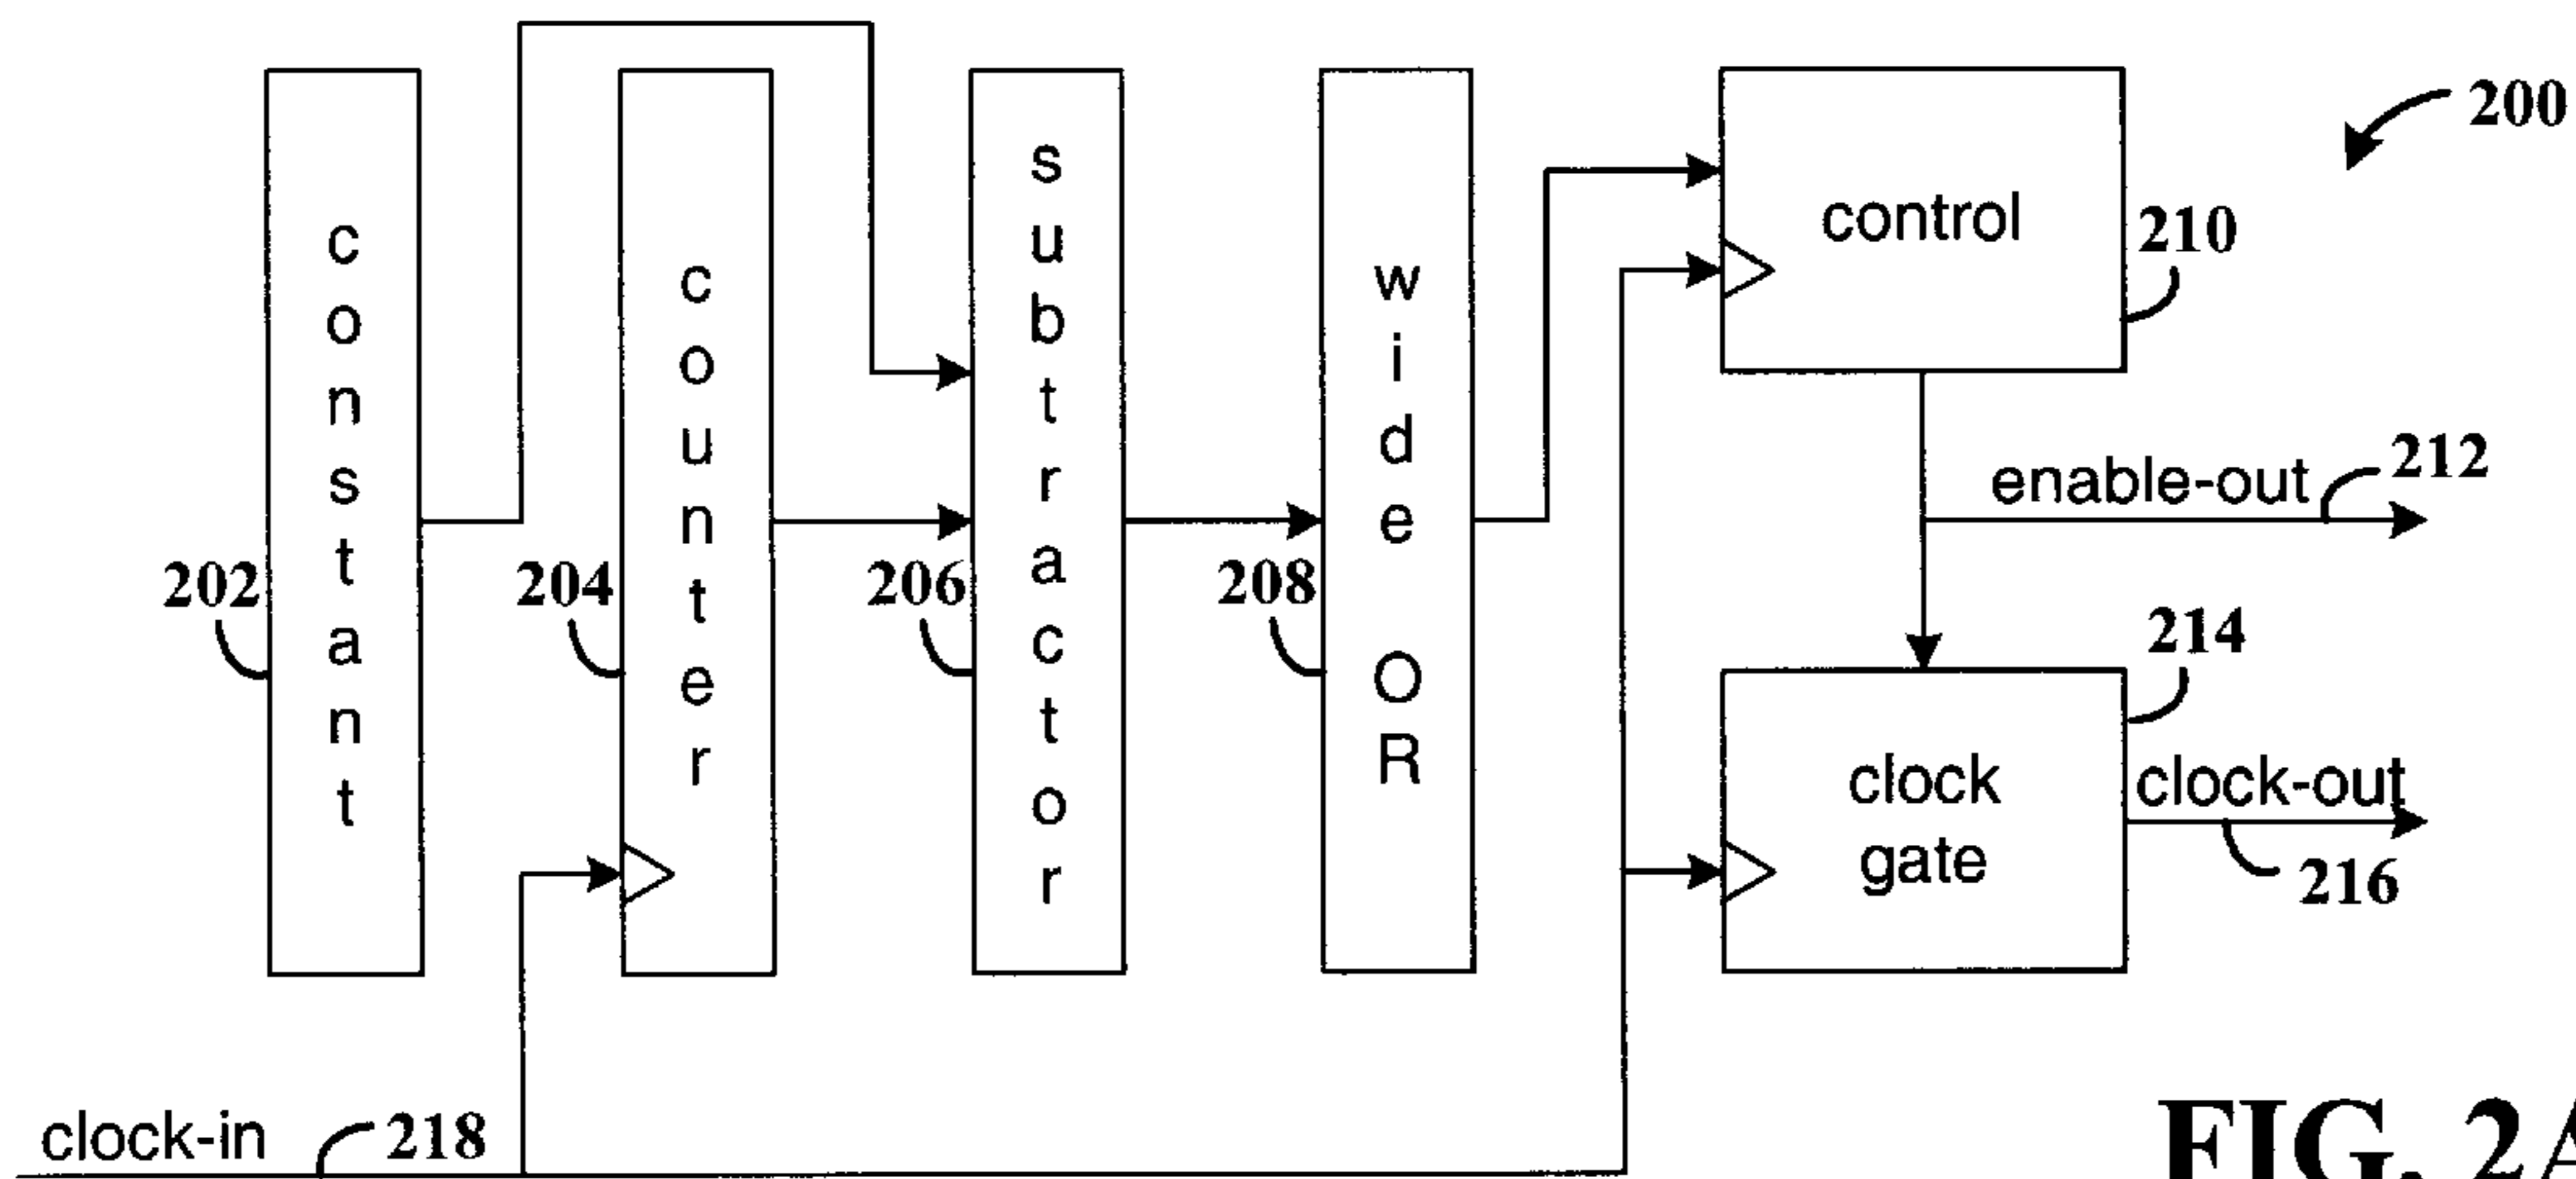 200
constant
counter
subtractor
wide OR
control
210
enable-out
212
202
204
206
208
214
clock gate
clock-out
216
clock-in
218
FIG. 2A